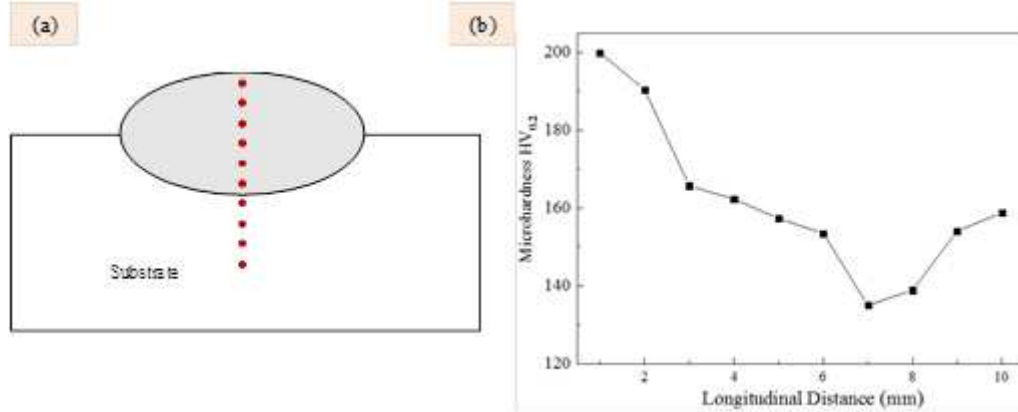 (a)
(b)
Substrate
Microhardness HV0.2
200
180
160
140
120
2
4
6
8
10
Longitudinal Distance (mm)